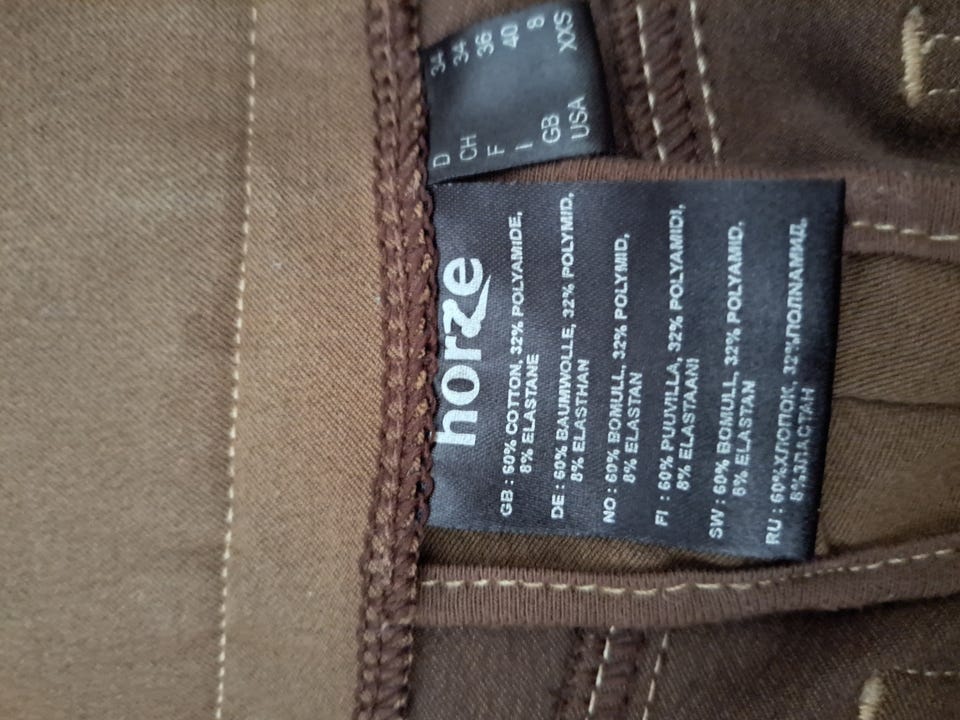 D 34
CH 34
F 36
I 40
GB 8
USA XXS
horze
GB : 60% COTTON, 32% POLYAMIDE,
8% ELASTANE
DE : 60% BAUMWOLLE, 32% POLYMID,
8% ELASTHAN
NO : 60% BOMULL, 32% POLYMID,
8% ELASTAN
FI : 60% PUUVILLA, 32% POLYAMIDI,
8% ELASTAANI
SW : 60% BOMULL, 32% POLYAMID,
8% ELASTAN
RU : 60%ХЛОПОК, 32%ПОЛNАМИД,
8%ЭЛАСТАН